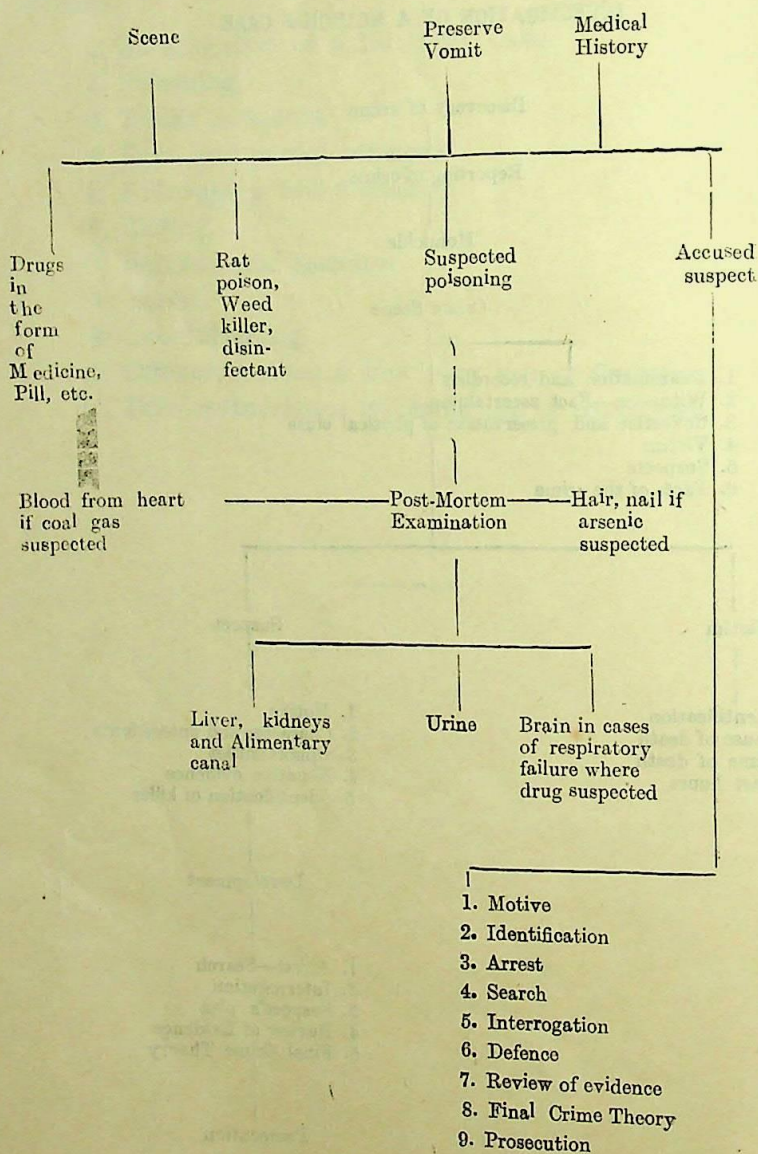 Scene
Preserve
Vomit
Medical
History
Drugs
in
the
form
of
Medicine,
Pill, etc.
Rat
poison,
Weed
killer,
disin-
fectant
Suspected
poisoning
Accused
suspect
Blood from heart
if coal gas
suspected
Post-Mortem
Examination
Hair, nail if
arsenic
suspected
Liver, kidneys
and Alimentary
canal
Urine
Brain in cases
of respiratory
failure where
drug suspected
1. Motive
2. Identification
3. Arrest
4. Search
5. Interrogation
6. Defence
7. Review of evidence
8. Final Crime Theory
9. Prosecution